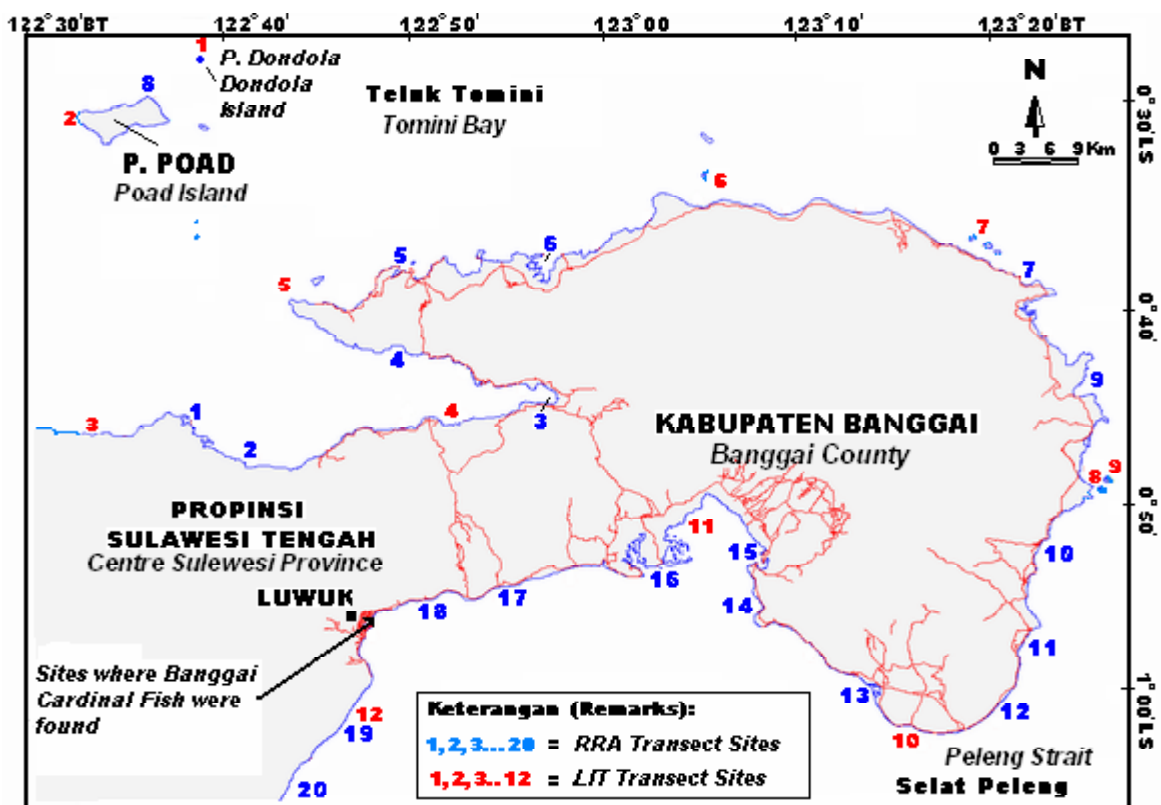 122°30'BT 122°40' 122°50' 123°00' 123°10' 123°20'BT
1
P. Dondola
Dondola
Island
8
2
Teluk Tomini
Tomini Bay
N
0 3 6 9 Km
0°30'LS
P. POAD
Poad Island
6
7
5
6
7
5
0°40'
4
9
3
1
4
3
2
KABUPATEN BANGGAI
Banggai County
8
9
0°50'
PROPINSI
SULAWESI TENGAH
Centre Sulewesi Province
11
15
10
16
LUWUK
18
17
14
11
Sites where Banggai
Cardinal Fish were
found
13
12
1°00'LS
12
19
10
20
Keterangan (Remarks):
1,2,3...20 = RRA Transect Sites
1,2,3..12 = LIT Transect Sites
Peleng Strait
Selat Peleng